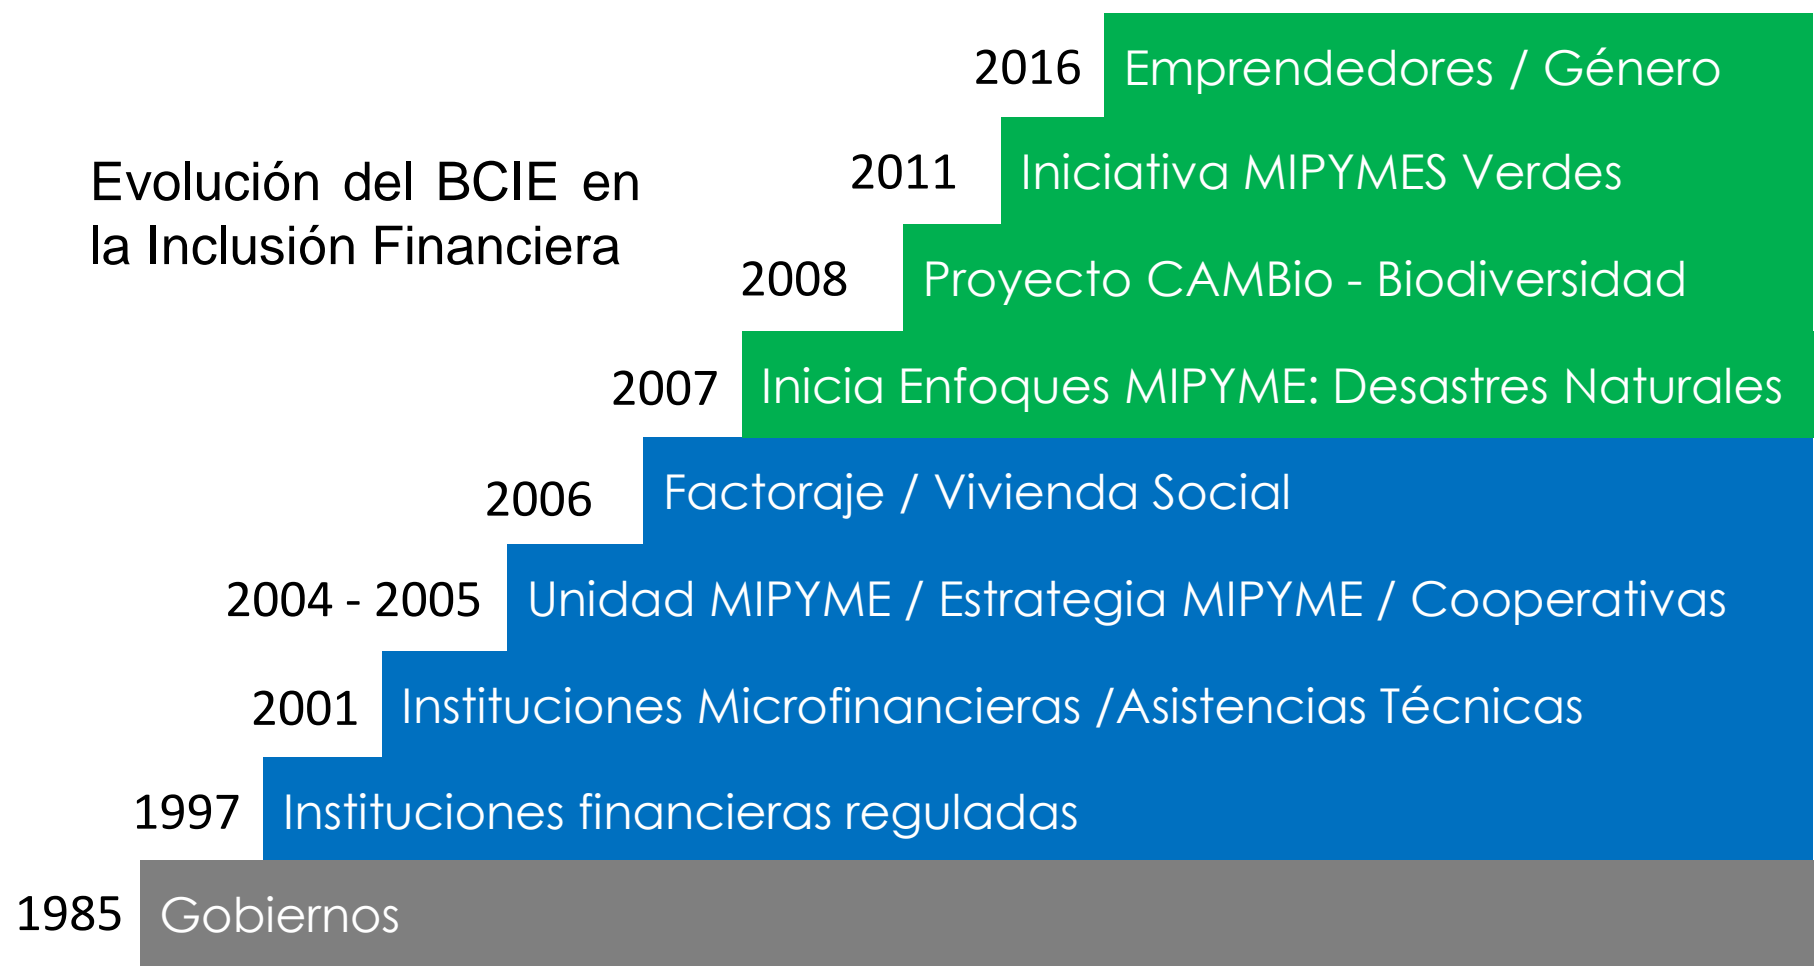 2016 Emprendedores / Género
2011 Iniciativa MIPYMES Verdes
Evolución del BCIE en
la Inclusión Financiera
2008 Proyecto CAMBio - Biodiversidad
2007 Inicia Enfoques MIPYME: Desastres Naturales
2006 Factoraje / Vivienda Social
2004 - 2005 Unidad MIPYME / Estrategia MIPYME / Cooperativas
2001 Instituciones Microfinancieras /Asistencias Técnicas
1997 Instituciones financieras reguladas
1985 Gobiernos